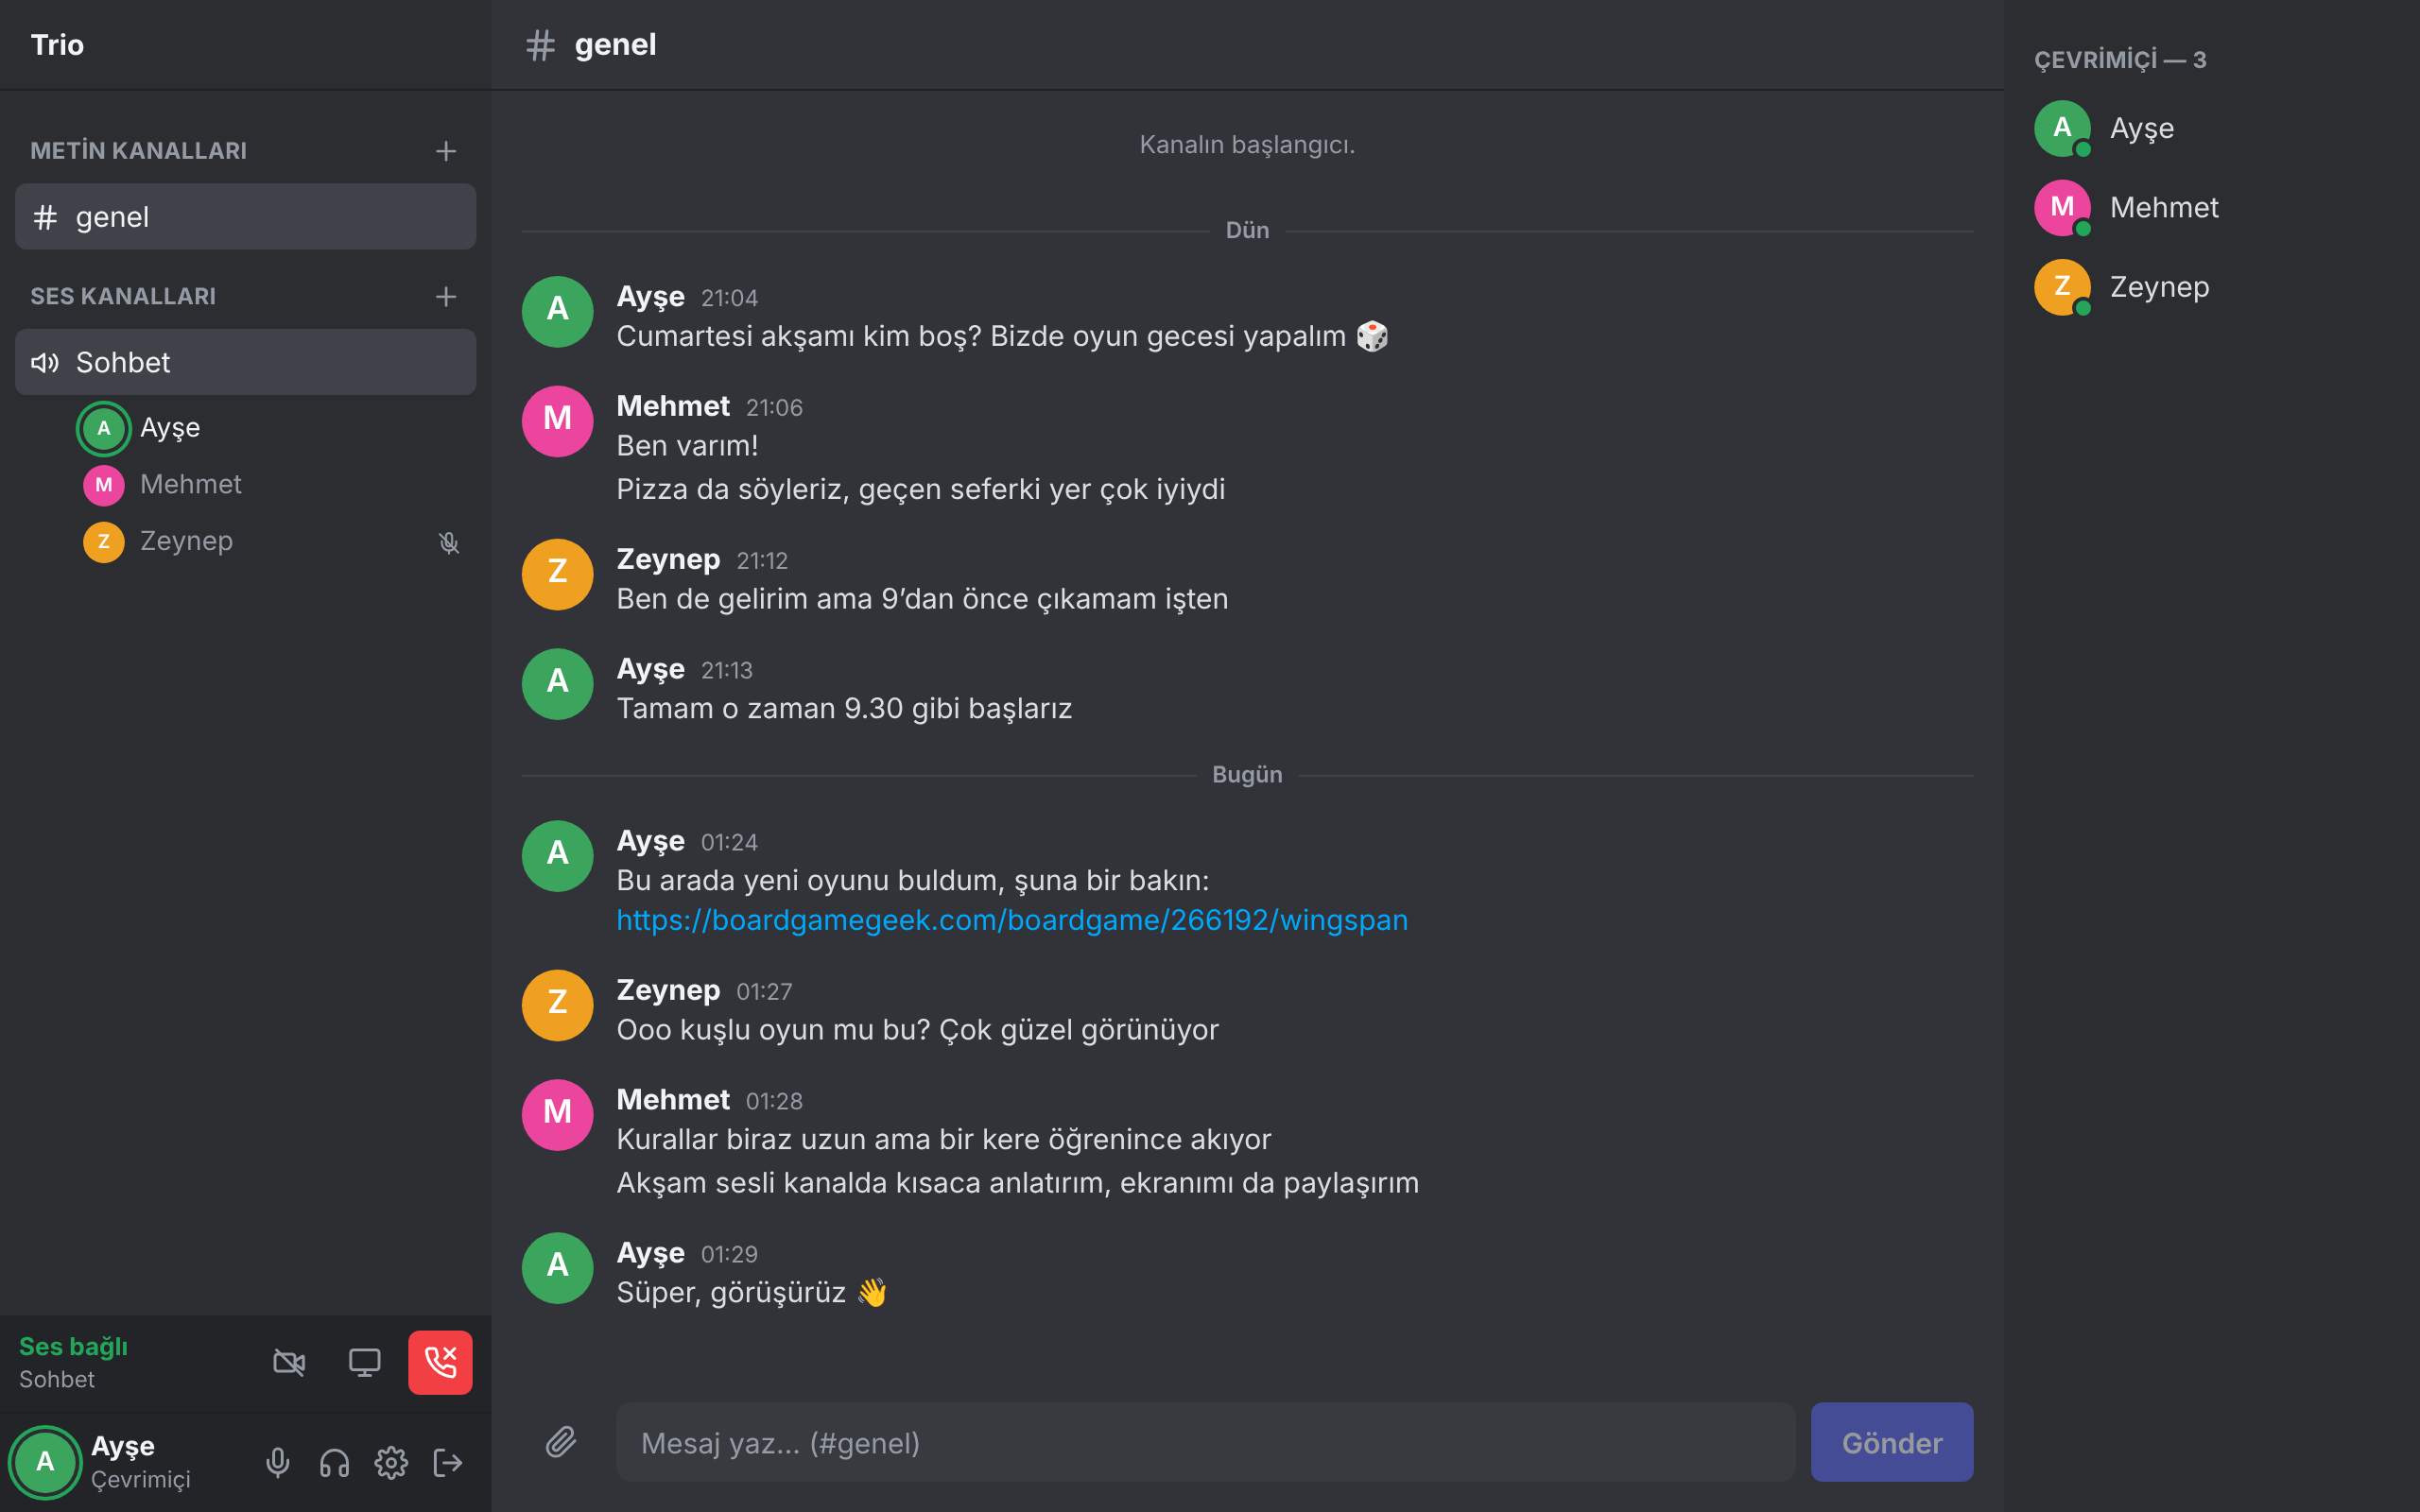 Trio
METİN KANALLARI
genel
SES KANALLARI
Sohbet
A Ayşe
M Mehmet
Z Zeynep
Ses bağlı
Sohbet
A
Ayşe
Çevrimiçi
# genel
Kanalın başlangıcı.
Dün
A
Ayşe 21:04
Cumartesi akşamı kim boş? Bizde oyun gecesi yapalım 🎲
M
Mehmet 21:06
Ben varım!
Pizza da söyleriz, geçen seferki yer çok iyiydi
Z
Zeynep 21:12
Ben de gelirim ama 9’dan önce çıkamam işten
A
Ayşe 21:13
Tamam o zaman 9.30 gibi başlarız
Bugün
A
Ayşe 01:24
Bu arada yeni oyunu buldum, şuna bir bakın:
https://boardgamegeek.com/boardgame/266192/wingspan
Z
Zeynep 01:27
Ooo kuşlu oyun mu bu? Çok güzel görünüyor
M
Mehmet 01:28
Kurallar biraz uzun ama bir kere öğrenince akıyor
Akşam sesli kanalda kısaca anlatırım, ekranımı da paylaşırım
A
Ayşe 01:29
Süper, görüşürüz 👋
Mesaj yaz... (#genel)
Gönder
ÇEVRİMİÇİ — 3
A Ayşe
M Mehmet
Z Zeynep